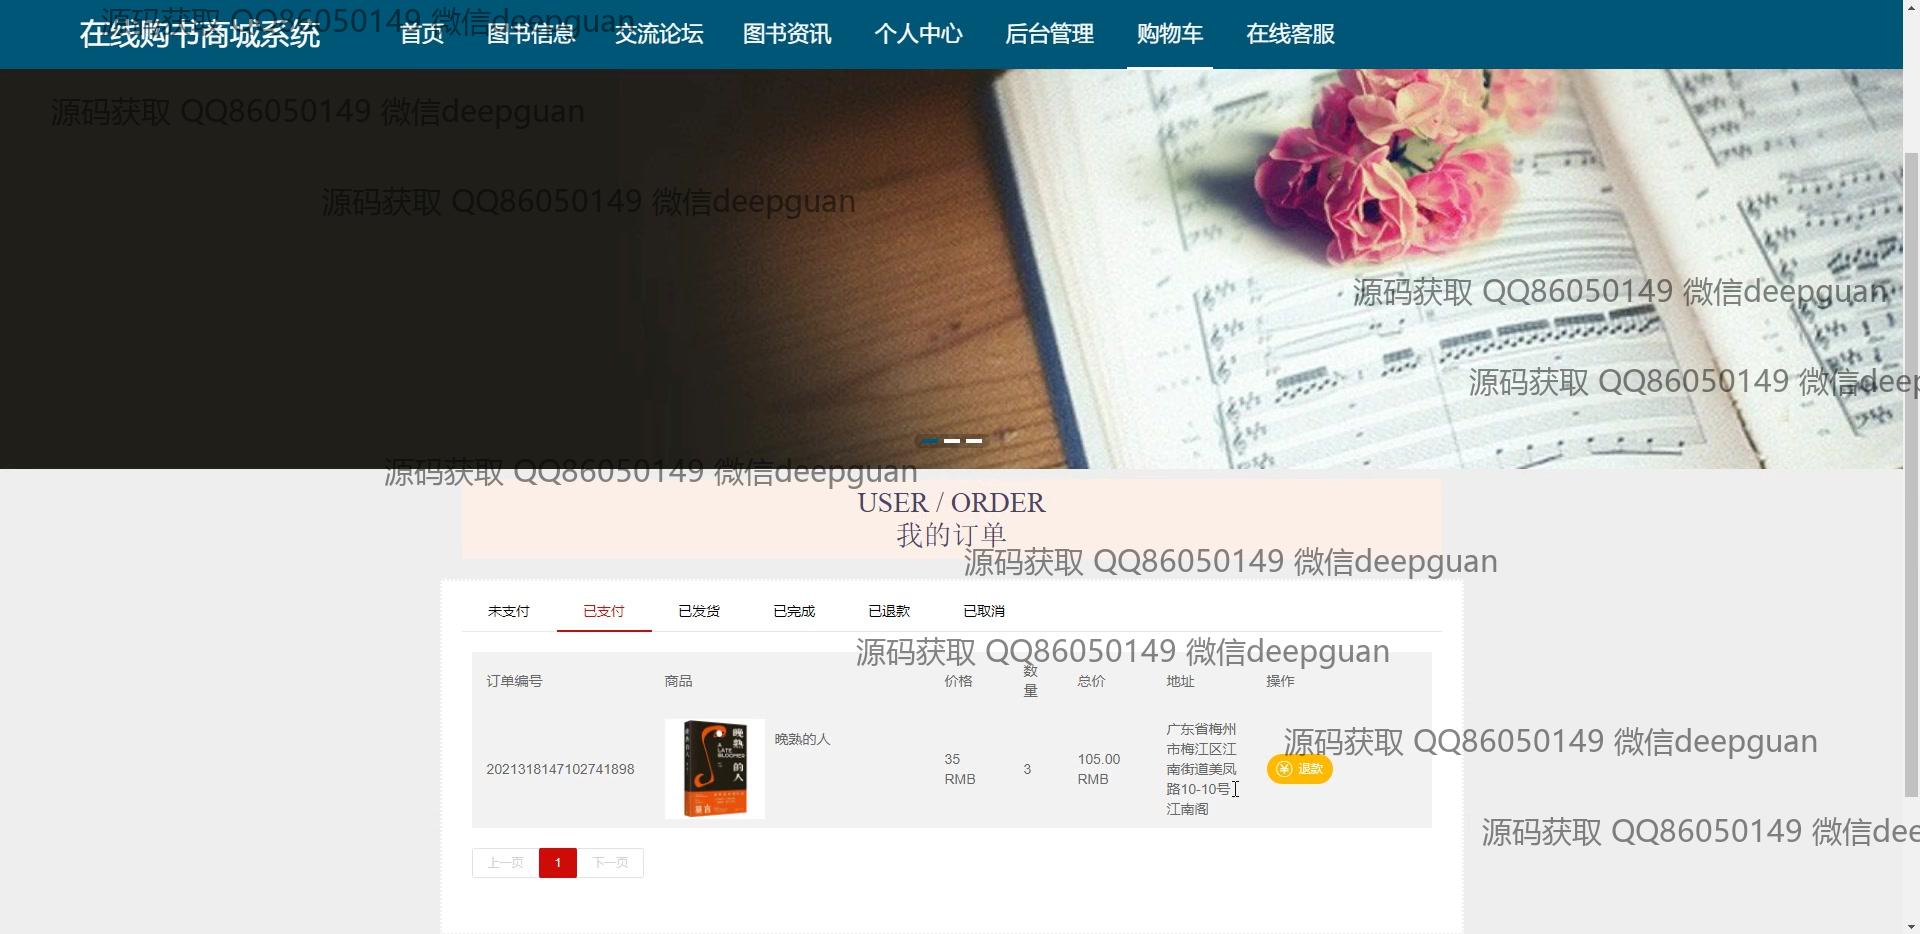 在线购书商城系统 首页 图书信息 交流论坛 图书资讯 个人中心 后台管理 购物车 在线客服
源码获取 QQ86050149 微信deepguan
源码获取 QQ86050149 微信deepguan
源码获取 QQ86050149 微信deepguan
源码获取 QQ86050149 微信deepguan
源码获取 QQ86050149 微信deep
源码获取 QQ86050149 微信deepguan
USER / ORDER
我的订单
源码获取 QQ86050149 微信deepguan
未支付 已支付 已发货 已完成 已退款 已取消
源码获取 QQ86050149 微信deepguan
订单编号 商品 价格 数量 总价 地址 操作
2021318147102741898
晚熟的人
A LATE BLOOMER
晚熟的人
35
RMB
3
105.00
RMB
广东省梅州
市梅江区江
南街道美凤
路10-10号
江南阁
退款
源码获取 QQ86050149 微信deepguan
源码获取 QQ86050149 微信dee
上一页 1 下一页